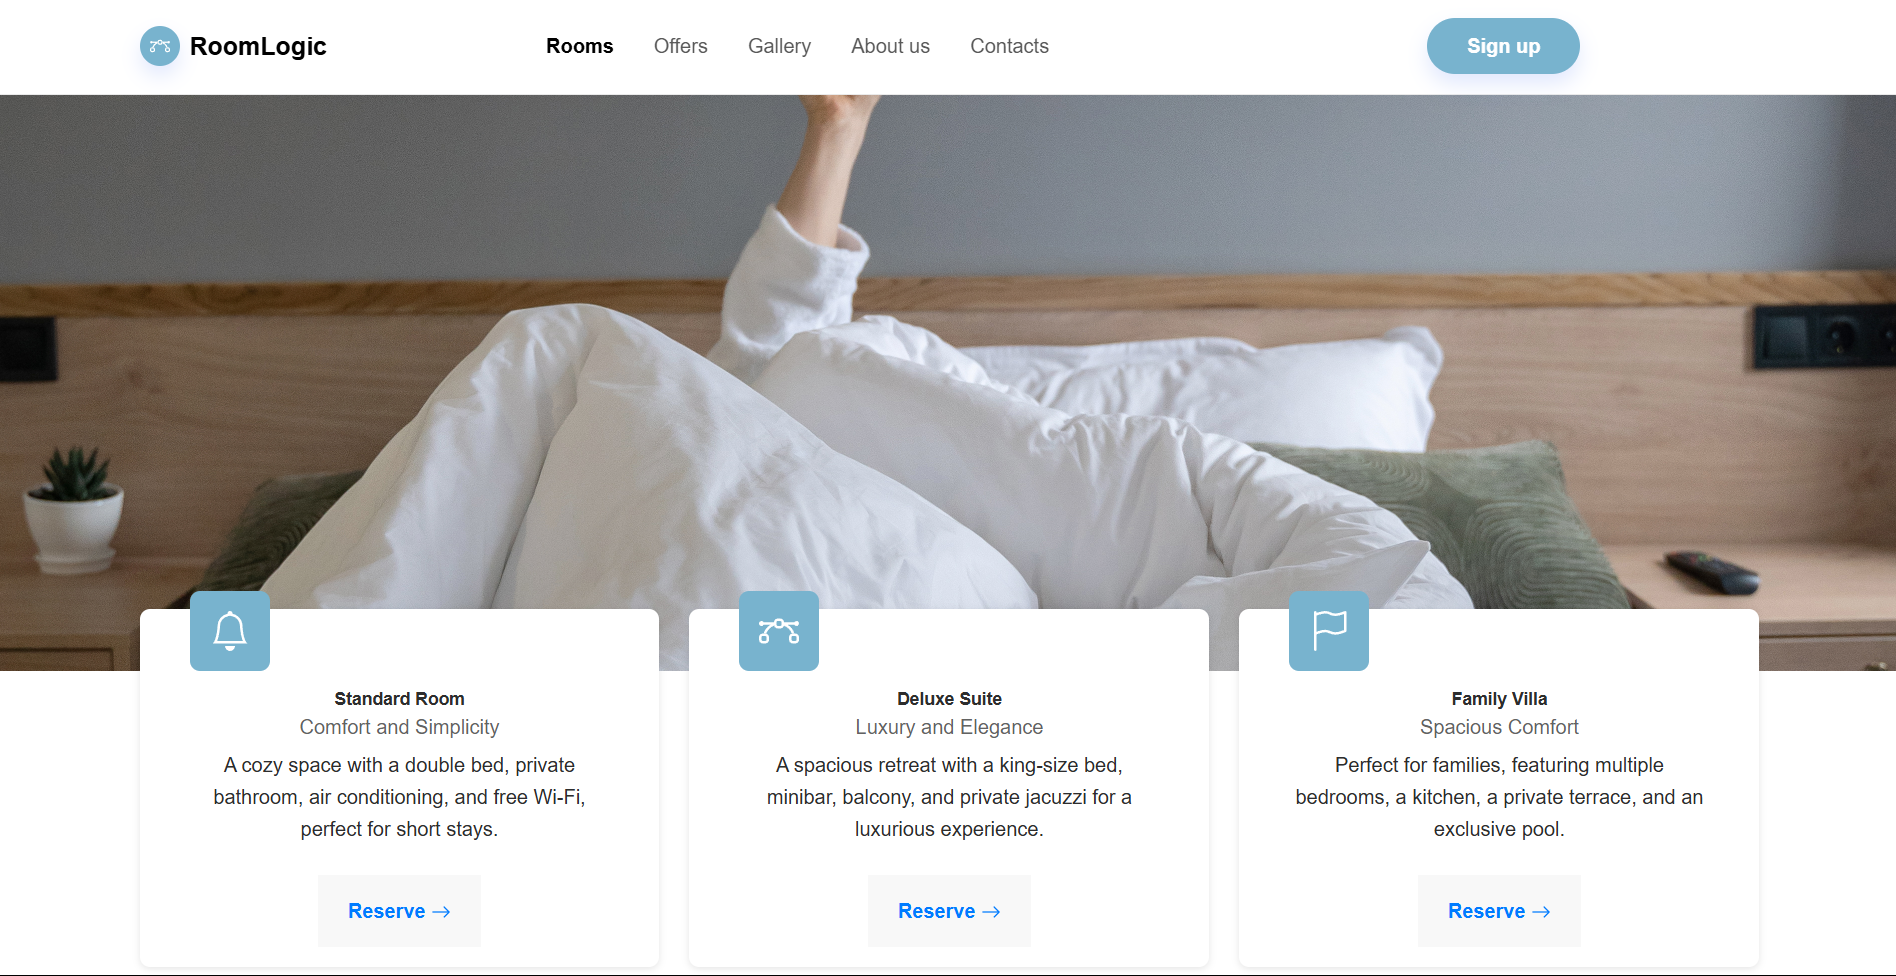 RoomLogic
Rooms Offers Gallery About us Contacts
Sign up
Standard Room
Comfort and Simplicity
A cozy space with a double bed, private
bathroom, air conditioning, and free Wi-Fi,
perfect for short stays.
Reserve →
Deluxe Suite
Luxury and Elegance
A spacious retreat with a king-size bed,
minibar, balcony, and private jacuzzi for a
luxurious experience.
Reserve →
Family Villa
Spacious Comfort
Perfect for families, featuring multiple
bedrooms, a kitchen, a private terrace, and an
exclusive pool.
Reserve →